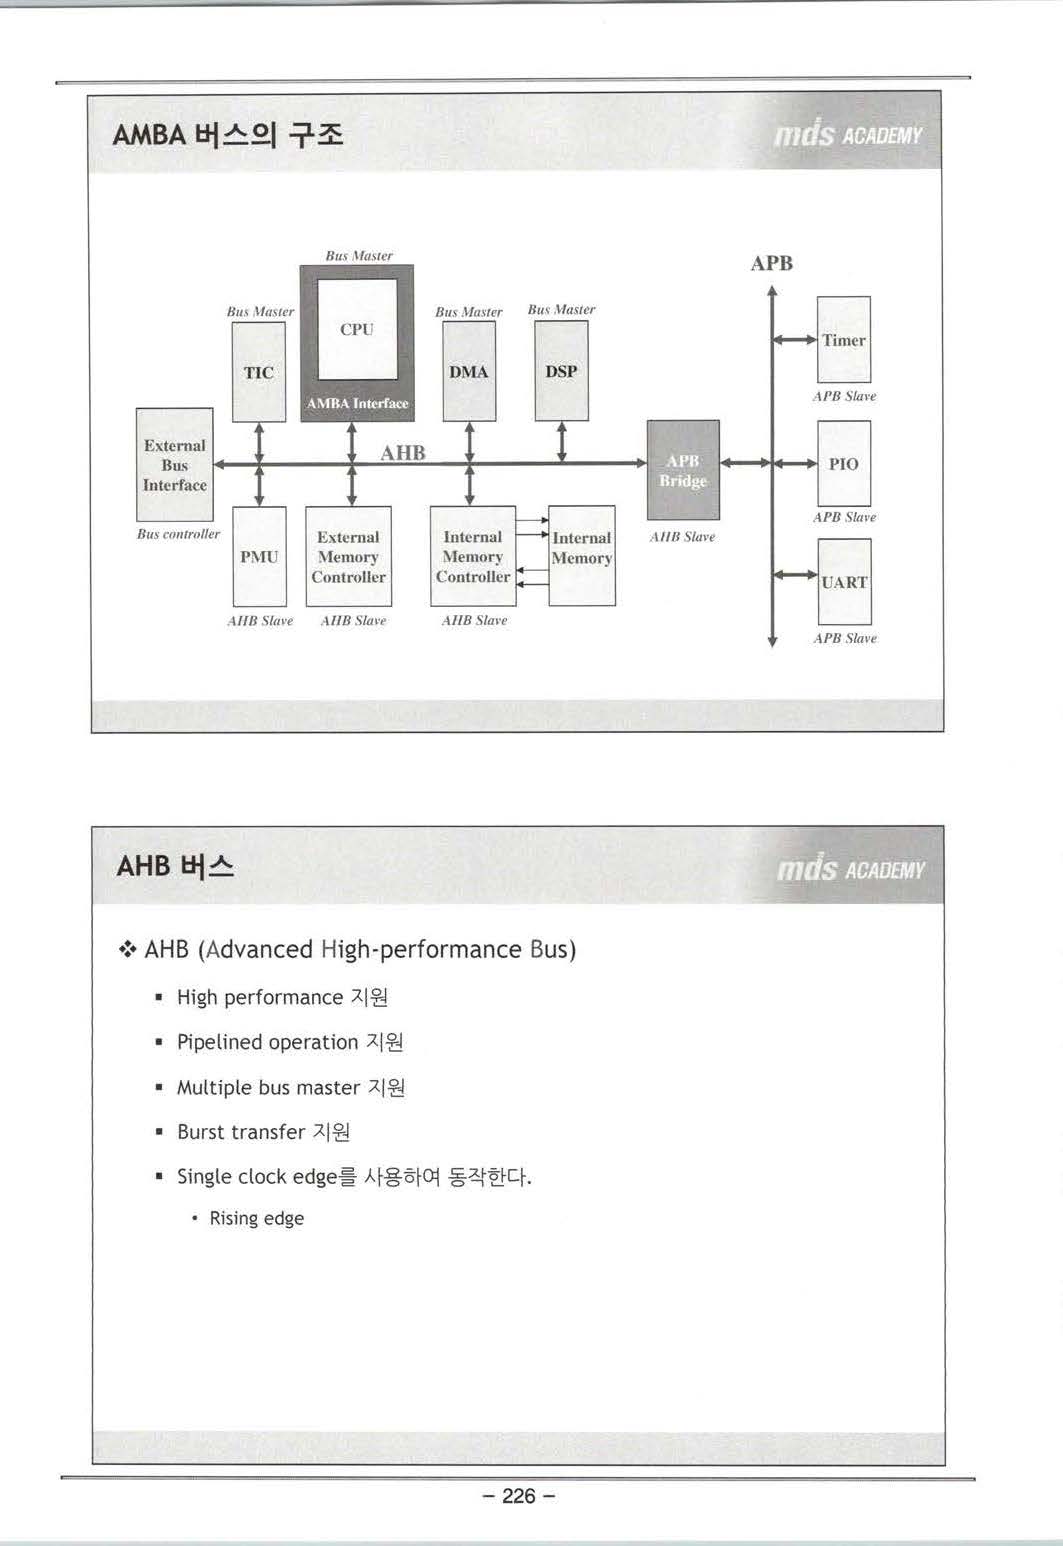 AMBA 버스의 구조
mds ACADEMY
Bus Master
APB
Bus Master
Bus Master
Bus Master
CPU
Timer
TIC
DMA
DSP
APB Slave
AMBA Interface
External
Bus
Interface
AHB
APB
Bridge
PIO
Bus controller
APB Slave
AHB Slave
PMU
External
Memory
Controller
Internal
Memory
Controller
Internal
Memory
UART
AHB Slave
AHB Slave
AHB Slave
APB Slave
AHB 버스
mds ACADEMY
❖ AHB (Advanced High-performance Bus)
▪ High performance 지원
▪ Pipelined operation 지원
▪ Multiple bus master 지원
▪ Burst transfer 지원
▪ Single clock edge를 사용하여 동작한다.
• Rising edge
- 226 -